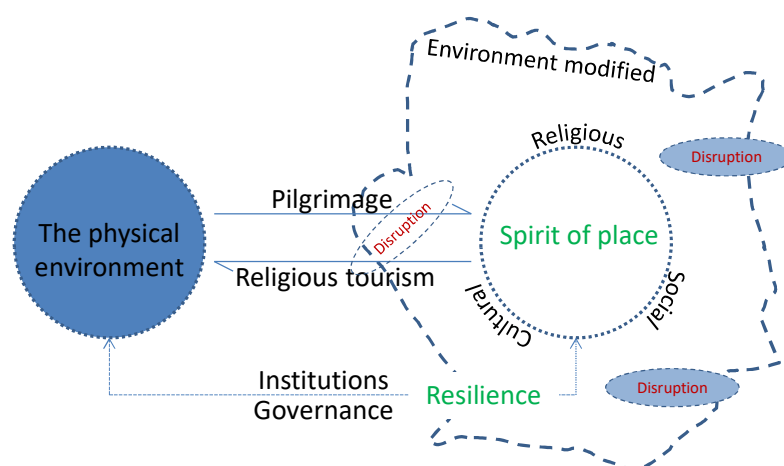 Environment modified
Religious
Disruption
Pilgrimage
Disruption
The physical
environment
Spirit of place
Religious tourism
Cultural
Social
Institutions
Governance
Resilience
Disruption